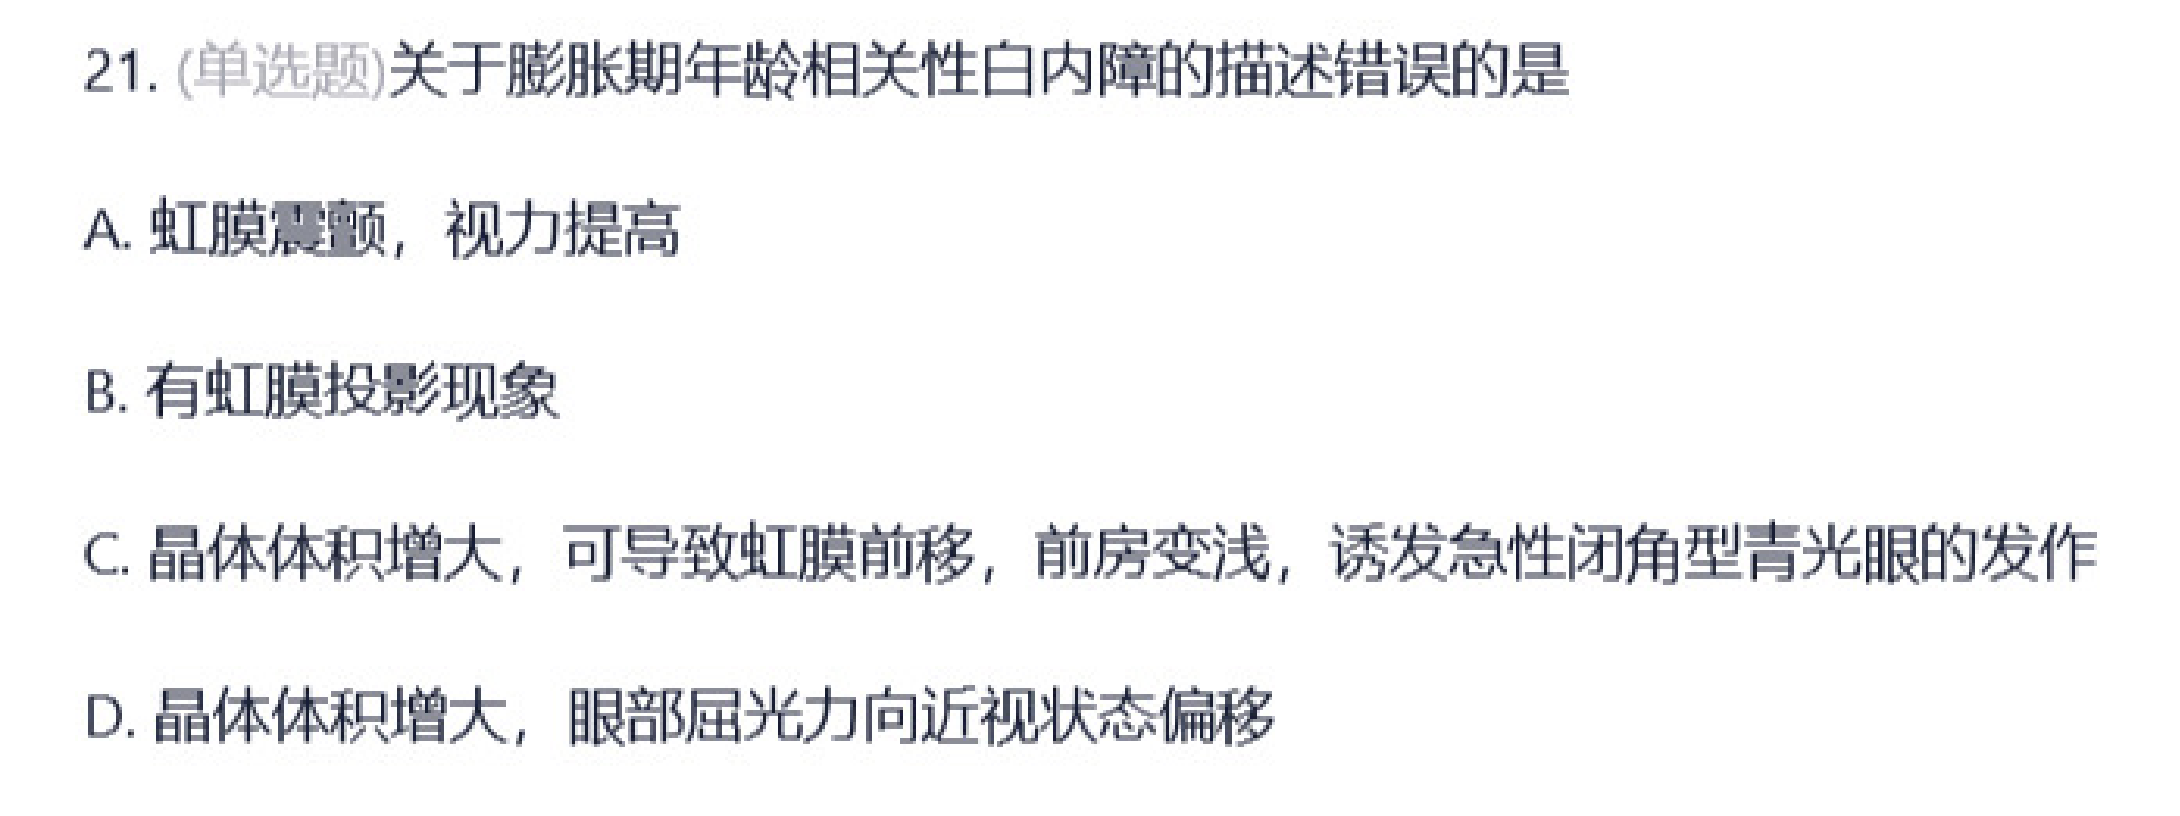 21. (单选题)关于膨胀期年龄相关性白内障的描述错误的是
A. 虹膜震颤，视力提高
B. 有虹膜投影现象
C. 晶体体积增大，可导致虹膜前移，前房变浅，诱发急性闭角型青光眼的发作
D. 晶体体积增大，眼部屈光力向近视状态偏移